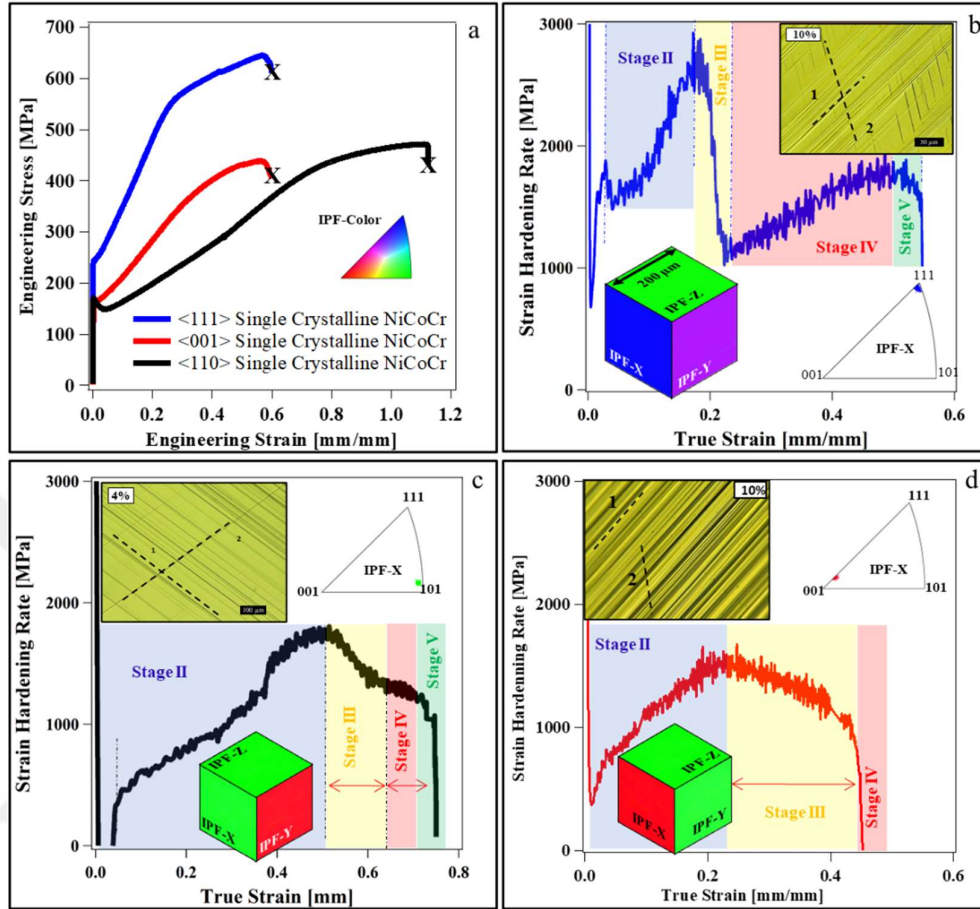 a
Engineering Stress [MPa]
700
600
500
400
300
200
100
0
X
X
X
IPF-Color
<111> Single Crystalline NiCoCr
<001> Single Crystalline NiCoCr
<110> Single Crystalline NiCoCr
0.0 0.2 0.4 0.6 0.8 1.0 1.2
Engineering Strain [mm/mm]
b
Strain Hardening Rate [MPa]
3000
2000
1000
0
Stage II
Stage III
Stage IV
Stage V
10%
1
2
200 µm
IPF-Z
IPF-X
IPF-Y
111
IPF-X
001
101
0.0 0.2 0.4
True Strain [mm/mm]
c
Strain Hardening Rate [MPa]
3000
2000
1000
0
4%
1
2
100 µm
111
IPF-X
001
101
Stage II
Stage III
Stage IV
Stage V
IPF-Z
IPF-X
IPF-Y
0.0 0.2 0.4 0.6 0.8
True Strain [mm/mm]
d
Strain Hardening Rate [MPa]
3000
2000
1000
0
10%
1
2
111
IPF-X
001
101
Stage II
Stage III
Stage IV
IPF-Z
IPF-X
IPF-Y
0.0 0.2 0.4
True Strain [mm/mm]